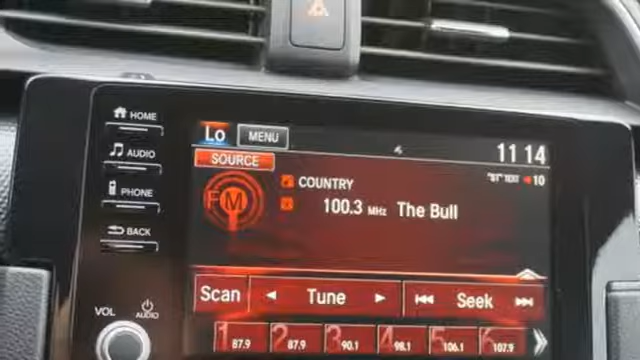 HOME
AUDIO
PHONE
BACK
VOL
AUDIO
Lo MENU
11 14
SOURCE
FM
COUNTRY
TEXT 10
100.3 MHz The Bull
Scan Tune Seek
1 87.9 2 87.9 3 90.1 4 98.1 5 106.1 6 107.9